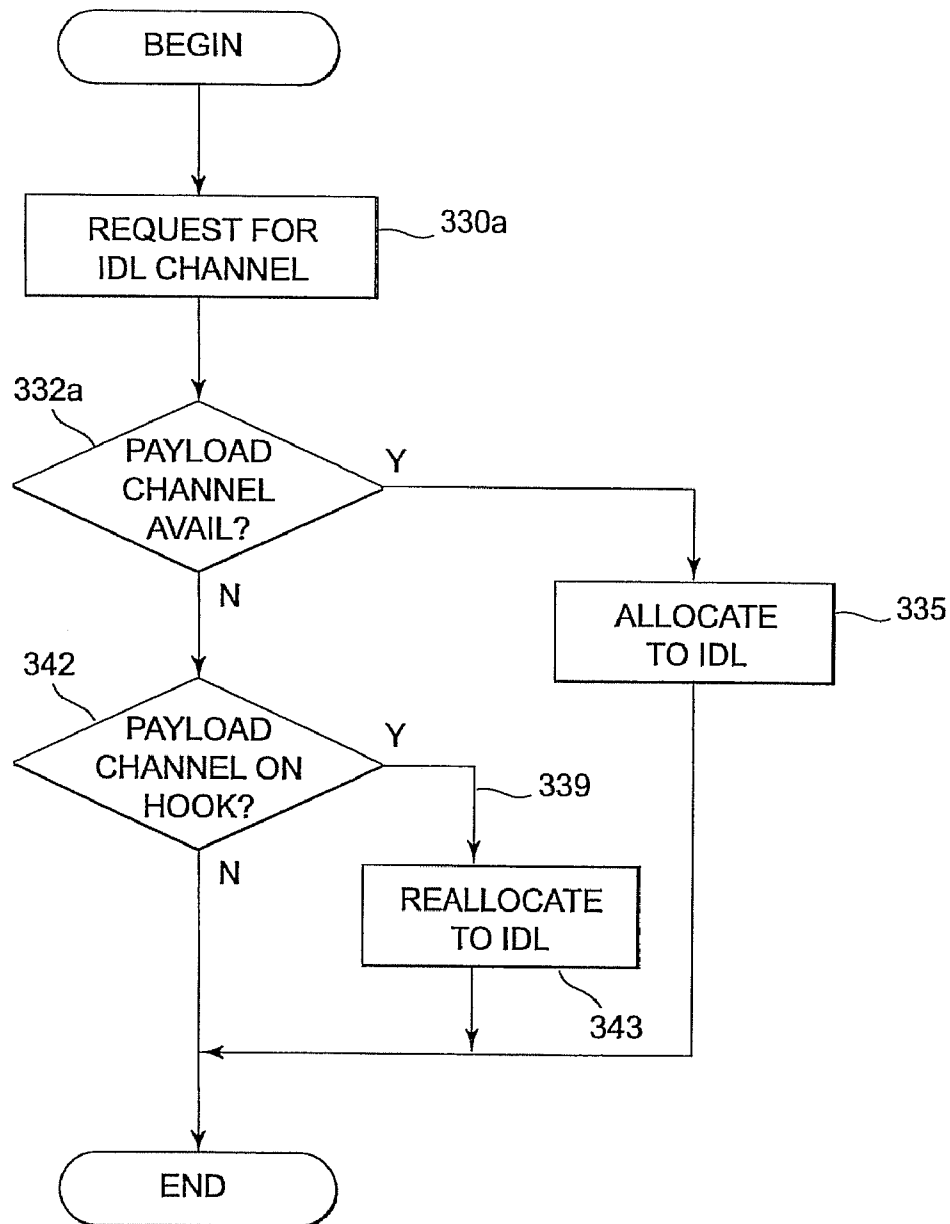 BEGIN
REQUEST FOR
IDL CHANNEL
330a
332a
PAYLOAD
CHANNEL
AVAIL?
Y
N
ALLOCATE
TO IDL
335
342
PAYLOAD
CHANNEL ON
HOOK?
Y
339
N
REALLOCATE
TO IDL
343
END